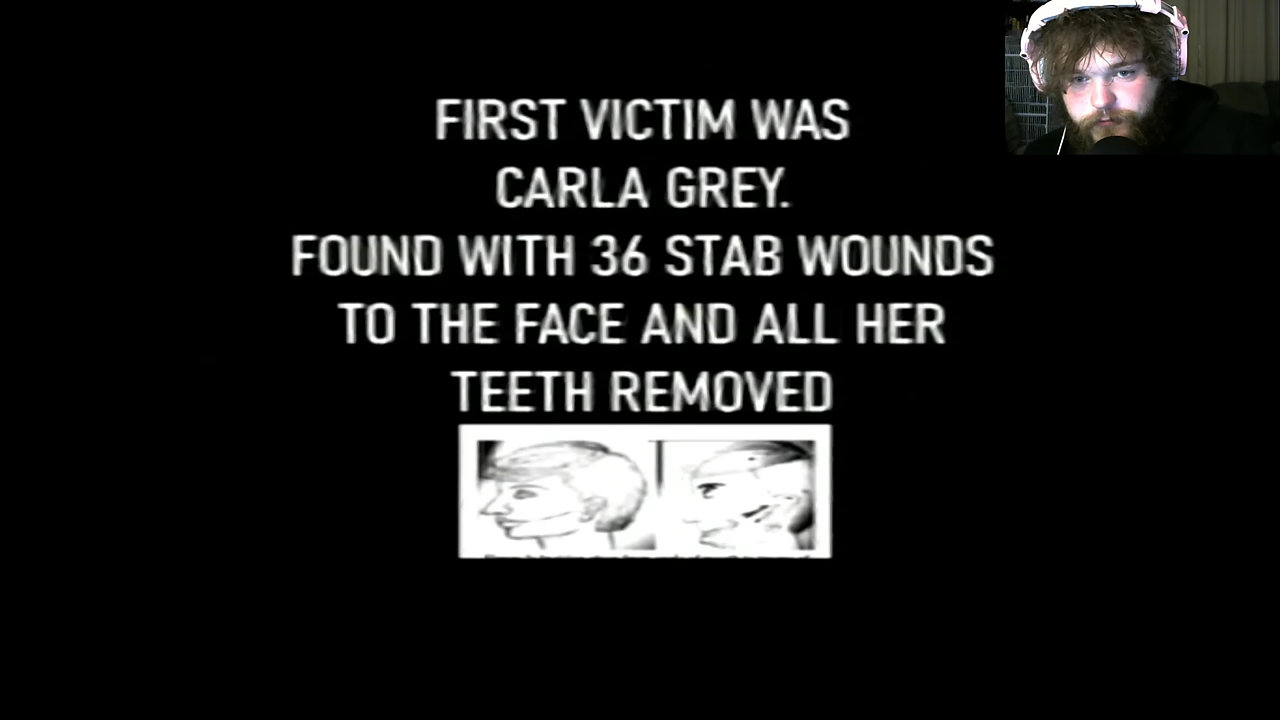 FIRST VICTIM WAS
CARLA GREY.
FOUND WITH 36 STAB WOUNDS
TO THE FACE AND ALL HER
TEETH REMOVED